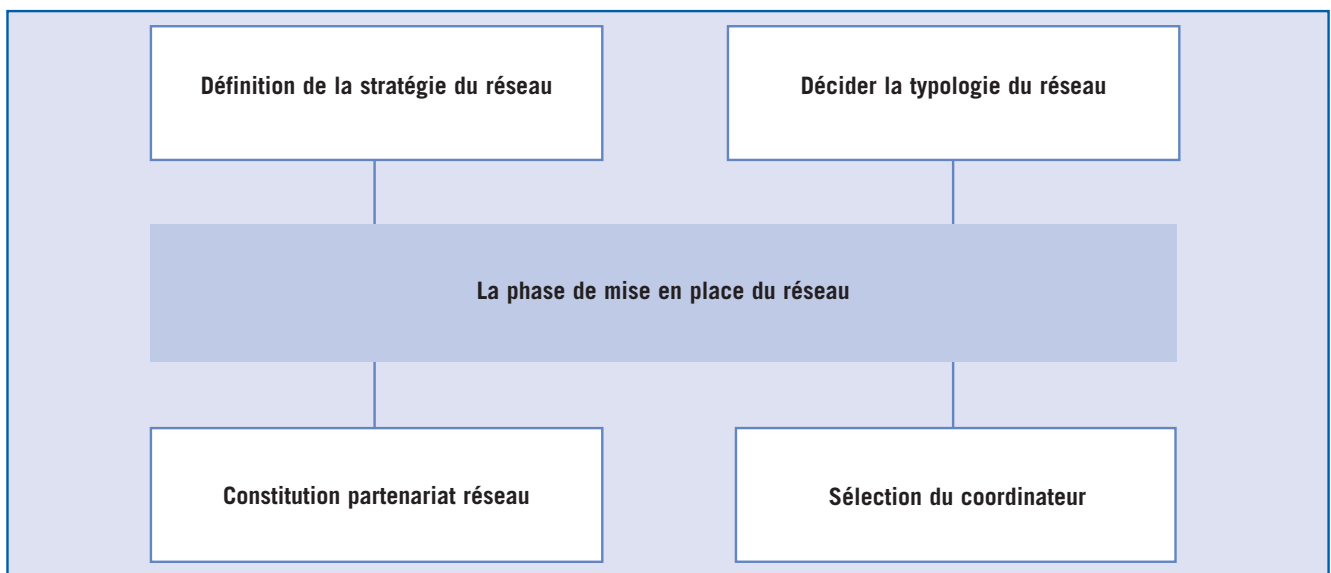 Définition de la stratégie du réseau
Décider la typologie du réseau
La phase de mise en place du réseau
Constitution partenariat réseau
Sélection du coordinateur